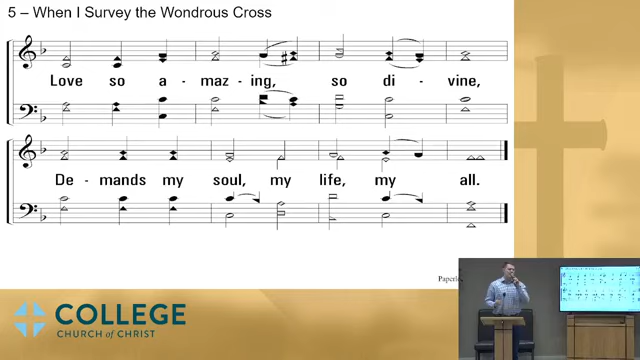 5 – When I Survey the Wondrous Cross
Love so a - maz - ing, so di - vine,
De - mands my soul, my life, my all.
COLLEGE
CHURCH of CHRIST